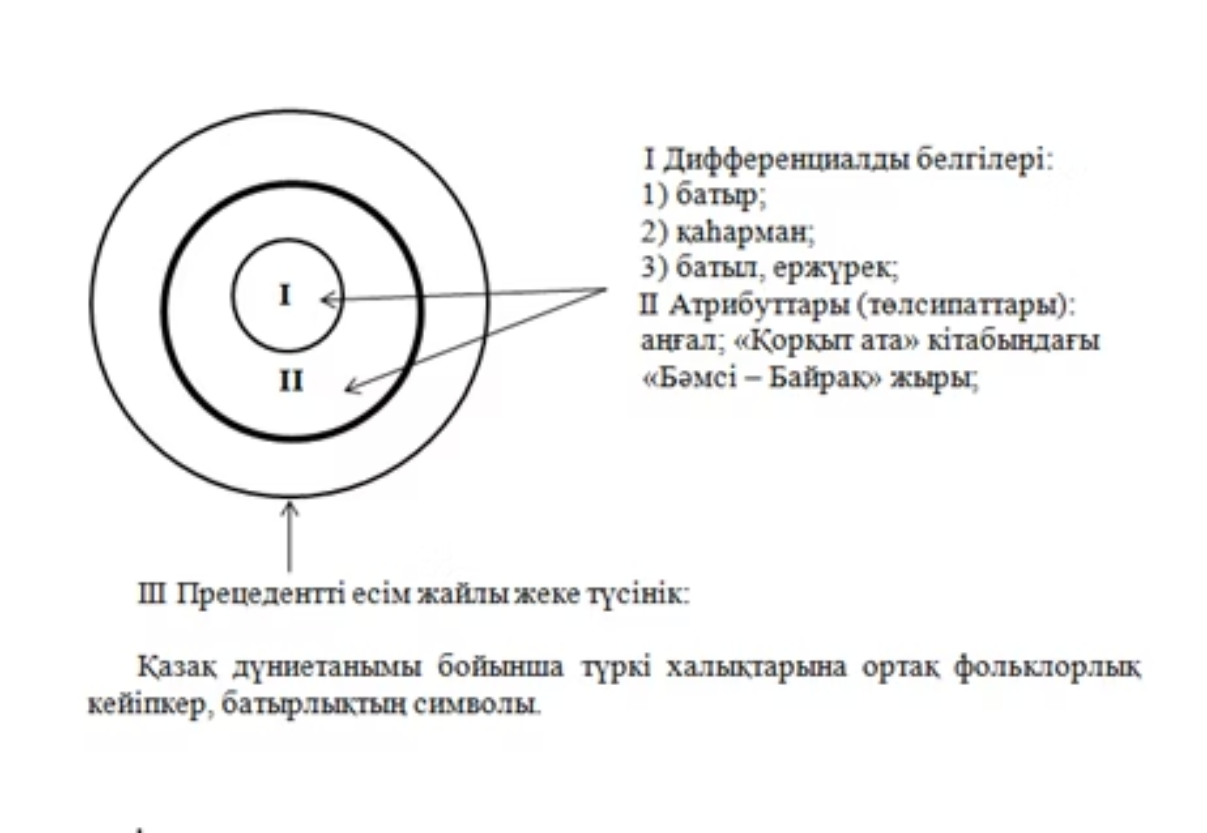 I Дифференциалды белгілері:
1) батыр;
2) қаһарман;
3) батыл, ержүрек;
II Атрибуттары (төлсипаттары):
аңғал; «Қорқыт ата» кітабындағы
«Бәмсі – Байрақ» жыры;
I
II
III Прецедентті есім жайлы жеке түсінік:
Қазақ дүниетанымы бойынша түркі халықтарына ортақ фольклорлық
кейіпкер, батырлықтың символы.